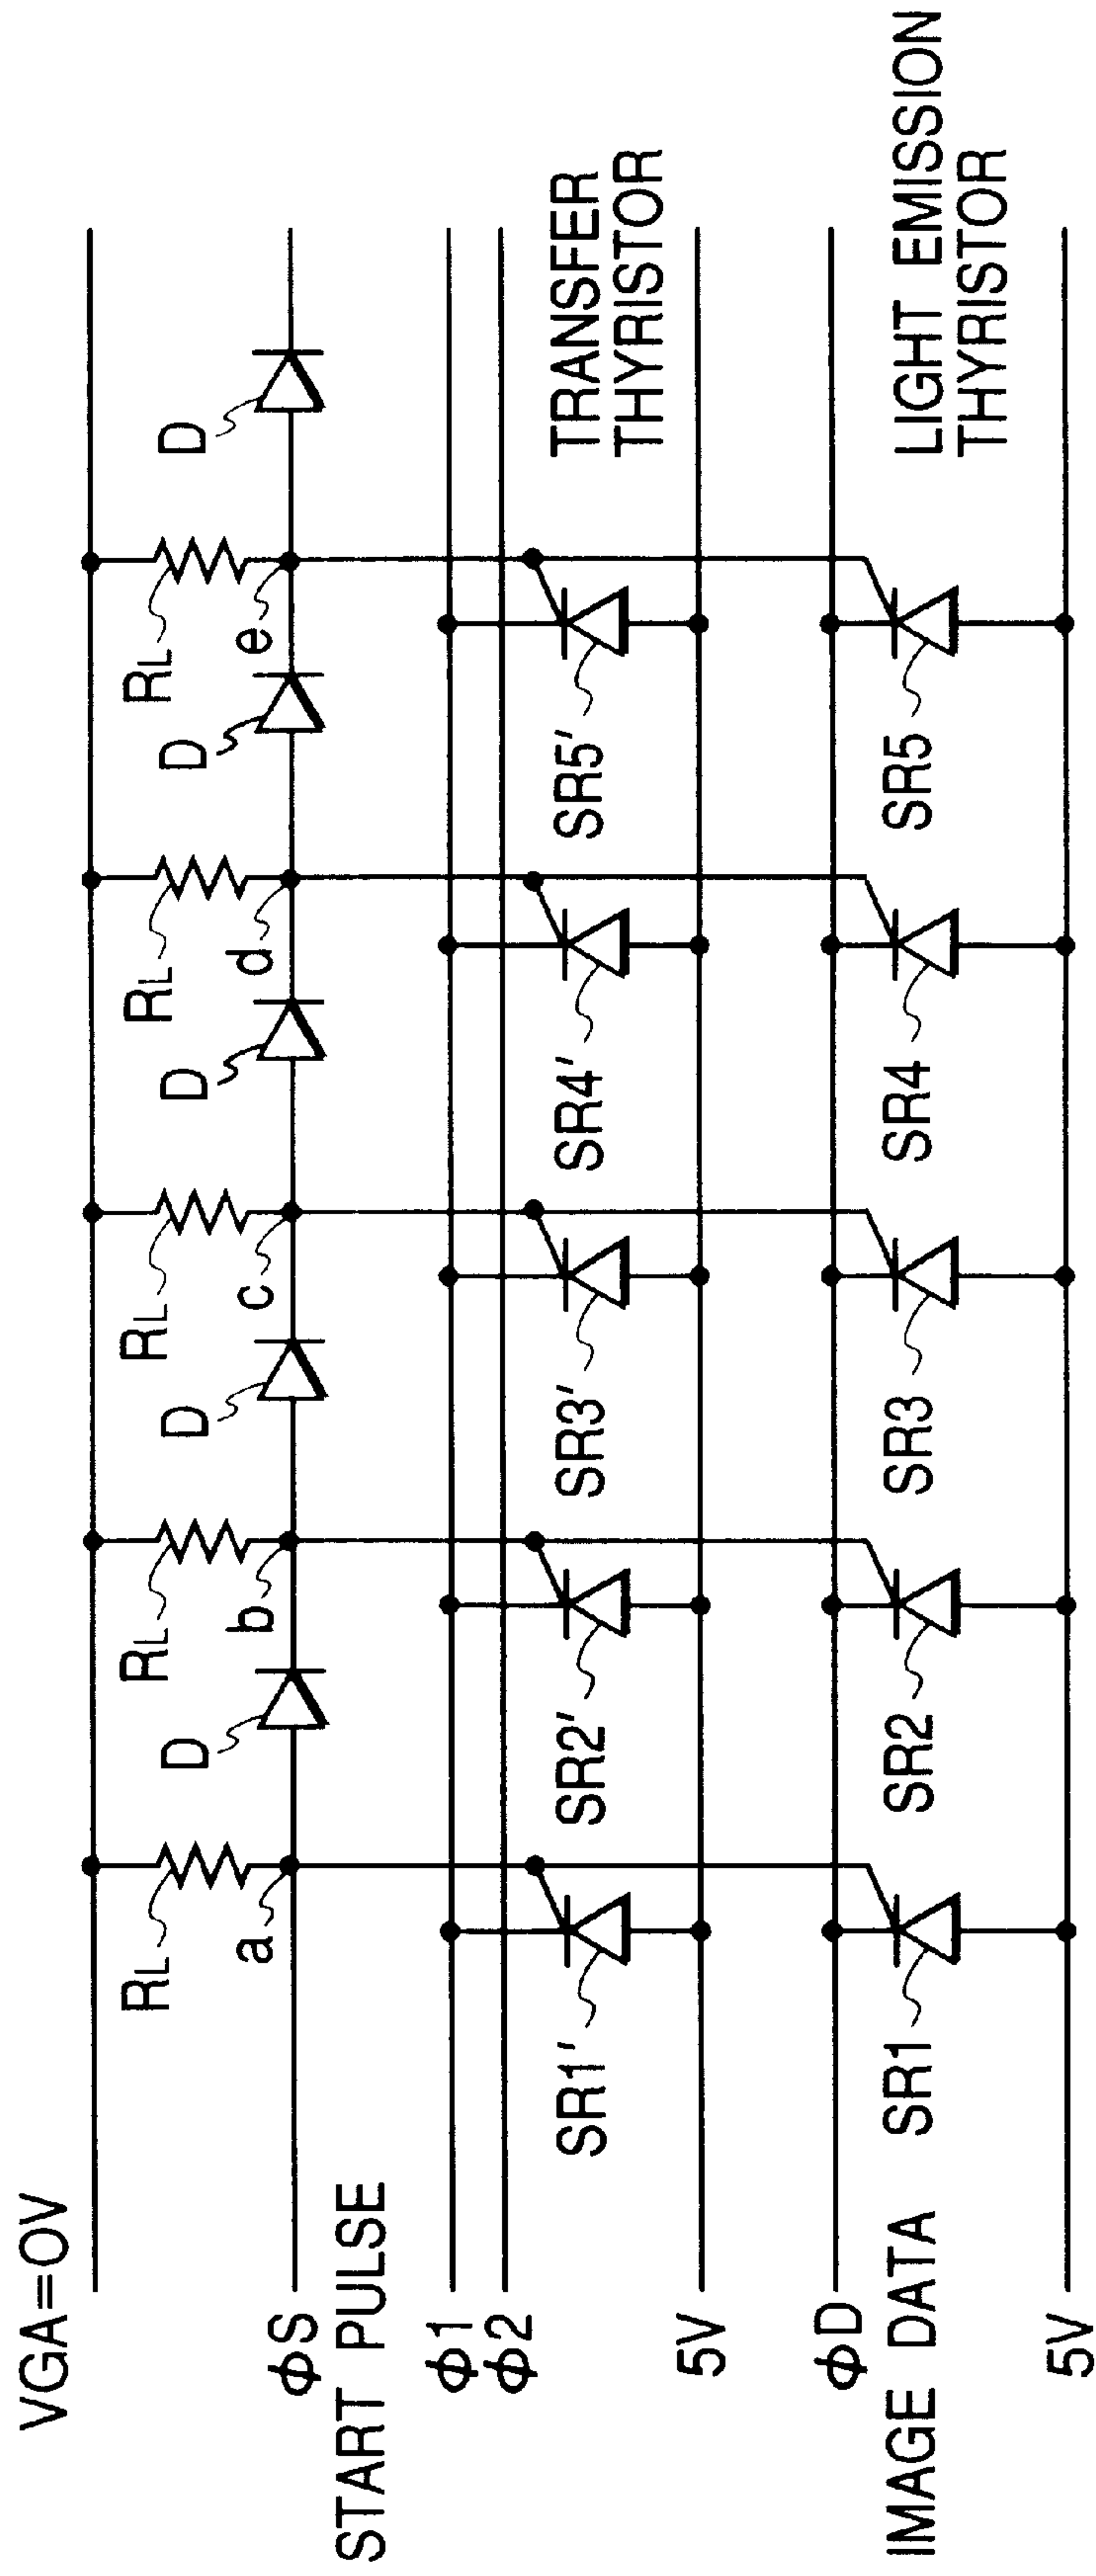 VGA=0V
RL
RL
RL
RL
RL
a
D
b
D
c
D
d
D
e
D
φS
START PULSE
φ1
φ2
SR1'
SR2'
SR3'
SR4'
SR5'
TRANSFER
THYRISTOR
5V
φD
IMAGE DATA
SR1
SR2
SR3
SR4
SR5
LIGHT EMISSION
THYRISTOR
5V